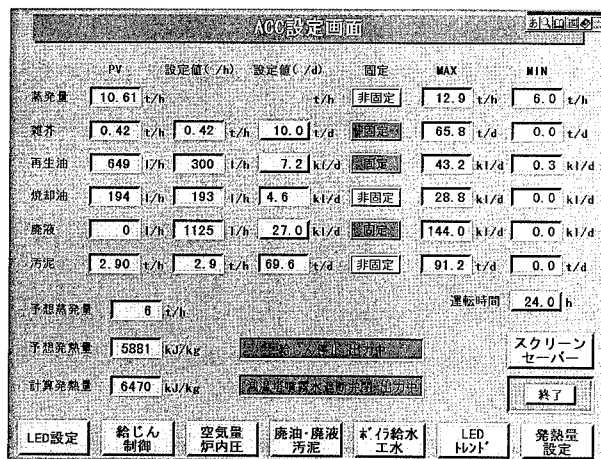 ACC設定画面
PV 設定値( /h) 設定値( /d) 固定 MAX MIN
蒸発量 10.61 t/h t/h 非固定 12.9 t/h 6.0 t/h
雑芥 0.42 t/h 0.42 t/h 10.0 t/d 固定 65.8 t/d 0.0 t/d
再生油 649 l/h 300 l/h 7.2 kl/d 固定 43.2 kl/d 0.3 kl/d
焼却油 194 l/h 193 l/h 4.6 kl/d 非固定 28.8 kl/d 0.0 kl/d
廃液 0 l/h 1125 l/h 27.0 kl/d 固定 144.0 kl/d 0.0 kl/d
汚泥 2.90 t/h 2.9 t/h 69.6 t/d 非固定 91.2 t/d 0.0 t/d
運転時間 24.0 h
予想蒸発量 6 t/h
予想発熱量 5881 kJ/kg
スクリーン
セーバー
計算発熱量 6470 kJ/kg 出力中
終了
LED設定 給じん 空気量 廃油・廃液 ボイラ給水 LED 発熱量
制御 炉内圧 汚泥 工水 トレンド 設定